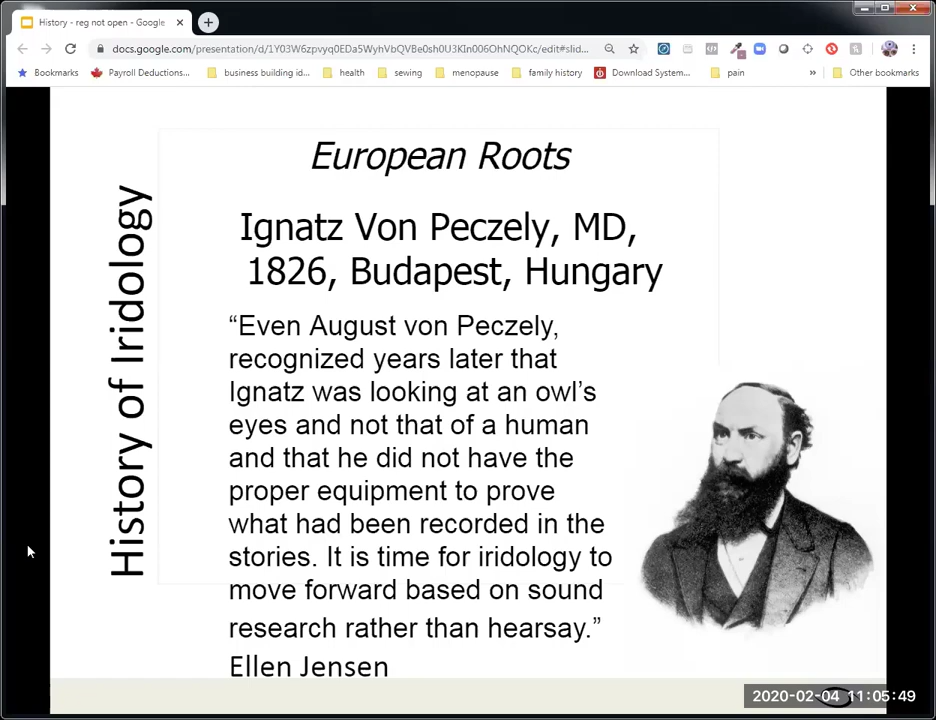 History - reg not open - Google
docs.google.com/presentation/d/1Y03W6zpvyq0EDa5WyhVbQVBe0sh0U3KIn006OhNQOKc/edit#slid...
Bookmarks
Payroll Deductions...
business building id...
health
sewing
menopause
family history
Download System...
pain
»
Other bookmarks
History of Iridology
European Roots
Ignatz Von Peczely, MD,
1826, Budapest, Hungary
“Even August von Peczely,
recognized years later that
Ignatz was looking at an owl’s
eyes and not that of a human
and that he did not have the
proper equipment to prove
what had been recorded in the
stories. It is time for iridology to
move forward based on sound
research rather than hearsay.”
Ellen Jensen
2020-02-04 11:05:49